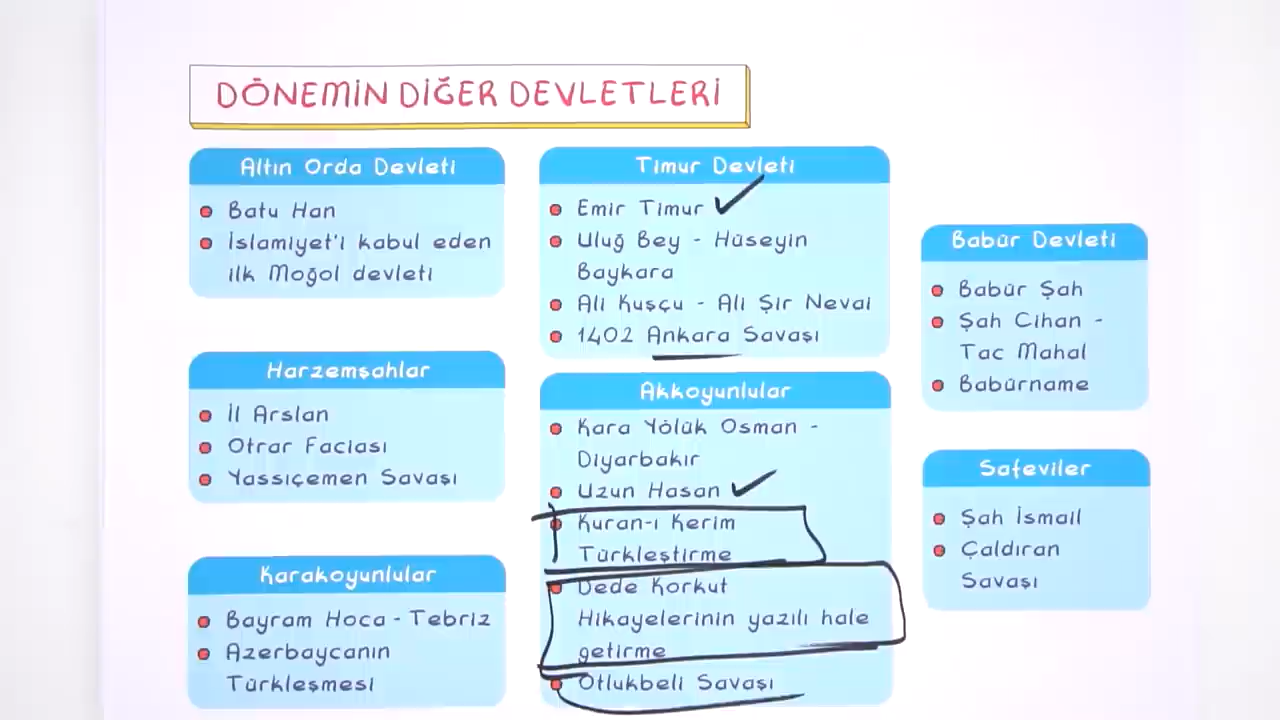 DÖNEMİN DİĞER DEVLETLERİ
Altın Orda Devleti
Batu Han
İslamiyet'i kabul eden
ilk Moğol devleti
Harzemşahlar
İl Arslan
Otrar Faciası
Yassıçemen Savaşı
Karakoyunlular
Bayram Hoca - Tebriz
Azerbaycanın
Türkleşmesi
Timur Devleti
Emir Timur
Uluğ Bey - Hüseyin
Baykara
Ali Kuşçu - Ali Şir Nevai
1402 Ankara Savaşı
Akkoyunlular
Kara Yölük Osman -
Diyarbakır
Uzun Hasan
Kuran-ı Kerim
Türkleştirme
Dede Korkut
Hikayelerinin yazılı hale
getirme
Otlukbeli Savaşı
Babür Devleti
Babür Şah
Şah Cihan -
Tac Mahal
Babürname
Safeviler
Şah İsmail
Çaldıran
Savaşı